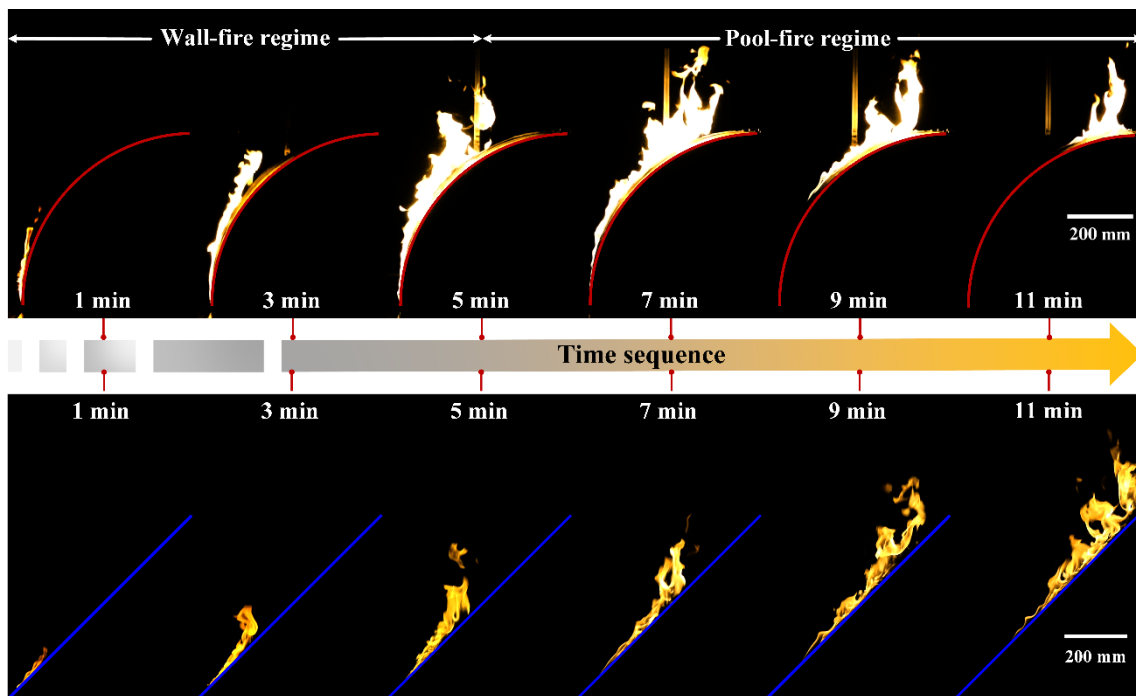 Wall-fire regime
Pool-fire regime
200 mm
1 min
3 min
5 min
7 min
9 min
11 min
Time sequence
1 min
3 min
5 min
7 min
9 min
11 min
200 mm